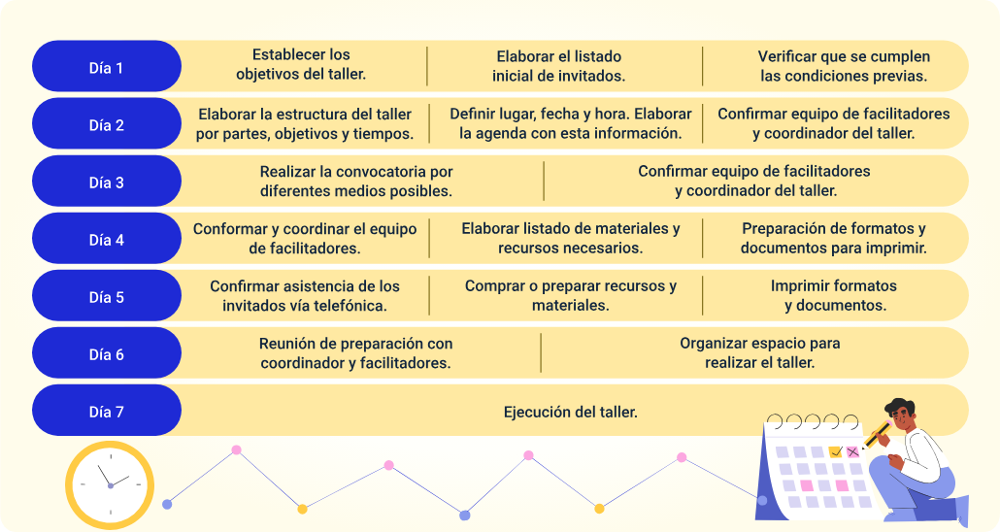 Día 1
Establecer los
objetivos del taller.
Elaborar el listado
inicial de invitados.
Verificar que se cumplen
las condiciones previas.
Día 2
Elaborar la estructura del taller
por partes, objetivos y tiempos.
Definir lugar, fecha y hora. Elaborar
la agenda con esta información.
Confirmar equipo de facilitadores
y coordinador del taller.
Día 3
Realizar la convocatoria por
diferentes medios posibles.
Confirmar equipo de facilitadores
y coordinador del taller.
Día 4
Conformar y coordinar el equipo
de facilitadores.
Elaborar listado de materiales y
recursos necesarios.
Preparación de formatos y
documentos para imprimir.
Día 5
Confirmar asistencia de los
invitados vía telefónica.
Comprar o preparar recursos y
materiales.
Imprimir formatos
y documentos.
Día 6
Reunión de preparación con
coordinador y facilitadores.
Organizar espacio para
realizar el taller.
Día 7
Ejecución del taller.